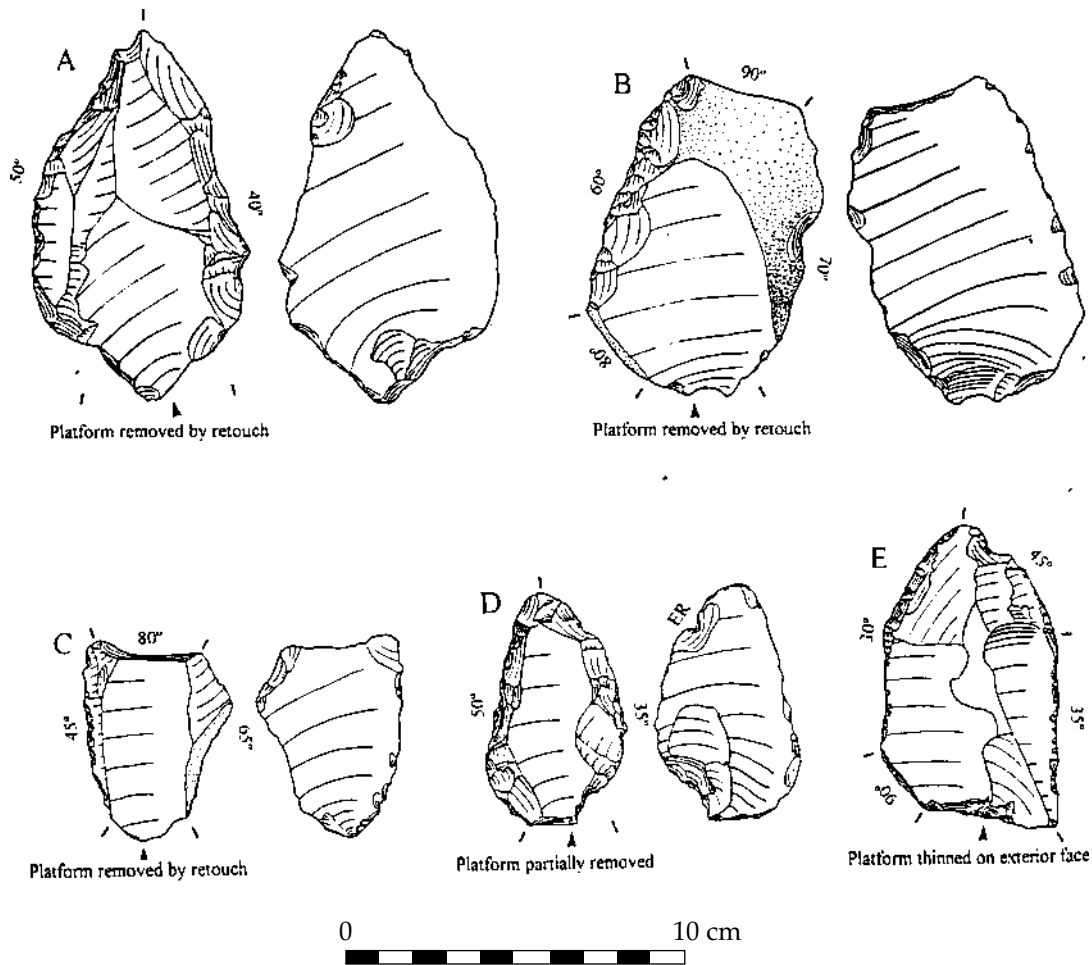 A
50°
40°
Platform removed by retouch
B
90°
60°
70°
80°
Platform removed by retouch
C
80°
45°
65°
Platform removed by retouch
D
50°
35°
ER
Platform partially removed
E
45°
30°
35°
90°
Platform thinned on exterior face
0 10 cm